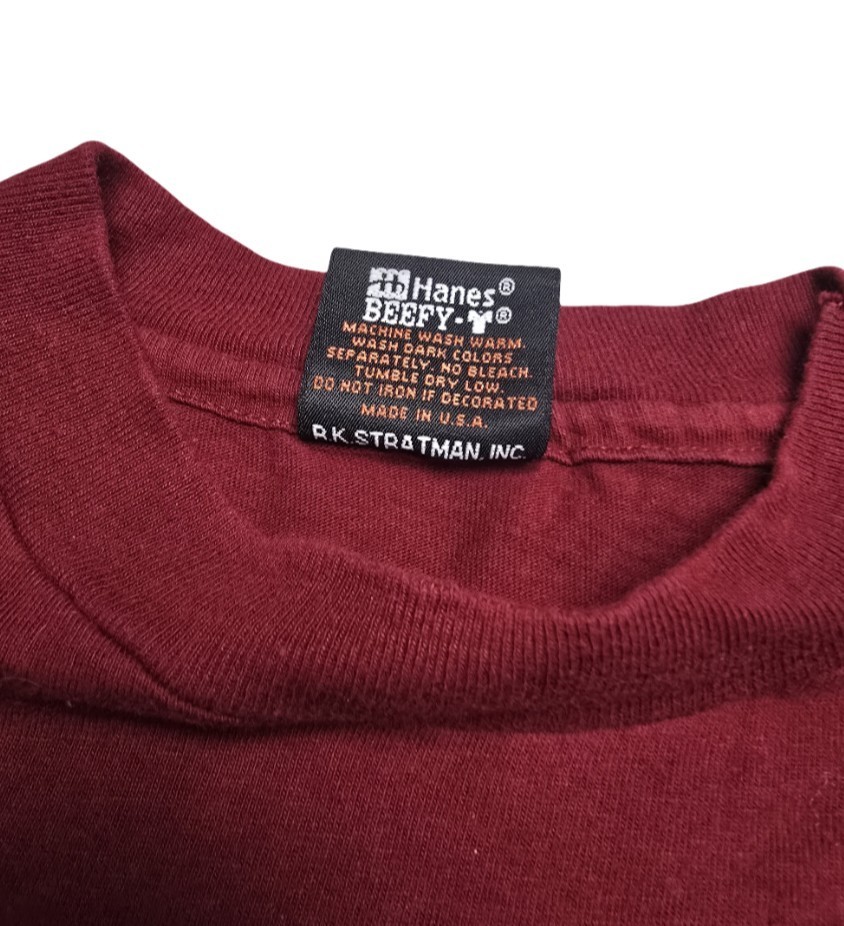 Hanes®
BEEFY-®
MACHINE WASH WARM.
WASH DARK COLORS
SEPARATELY. NO BLEACH.
TUMBLE DRY LOW.
DO NOT IRON IF DECORATED
MADE IN U.S.A.
R.K. STRATMAN, INC.